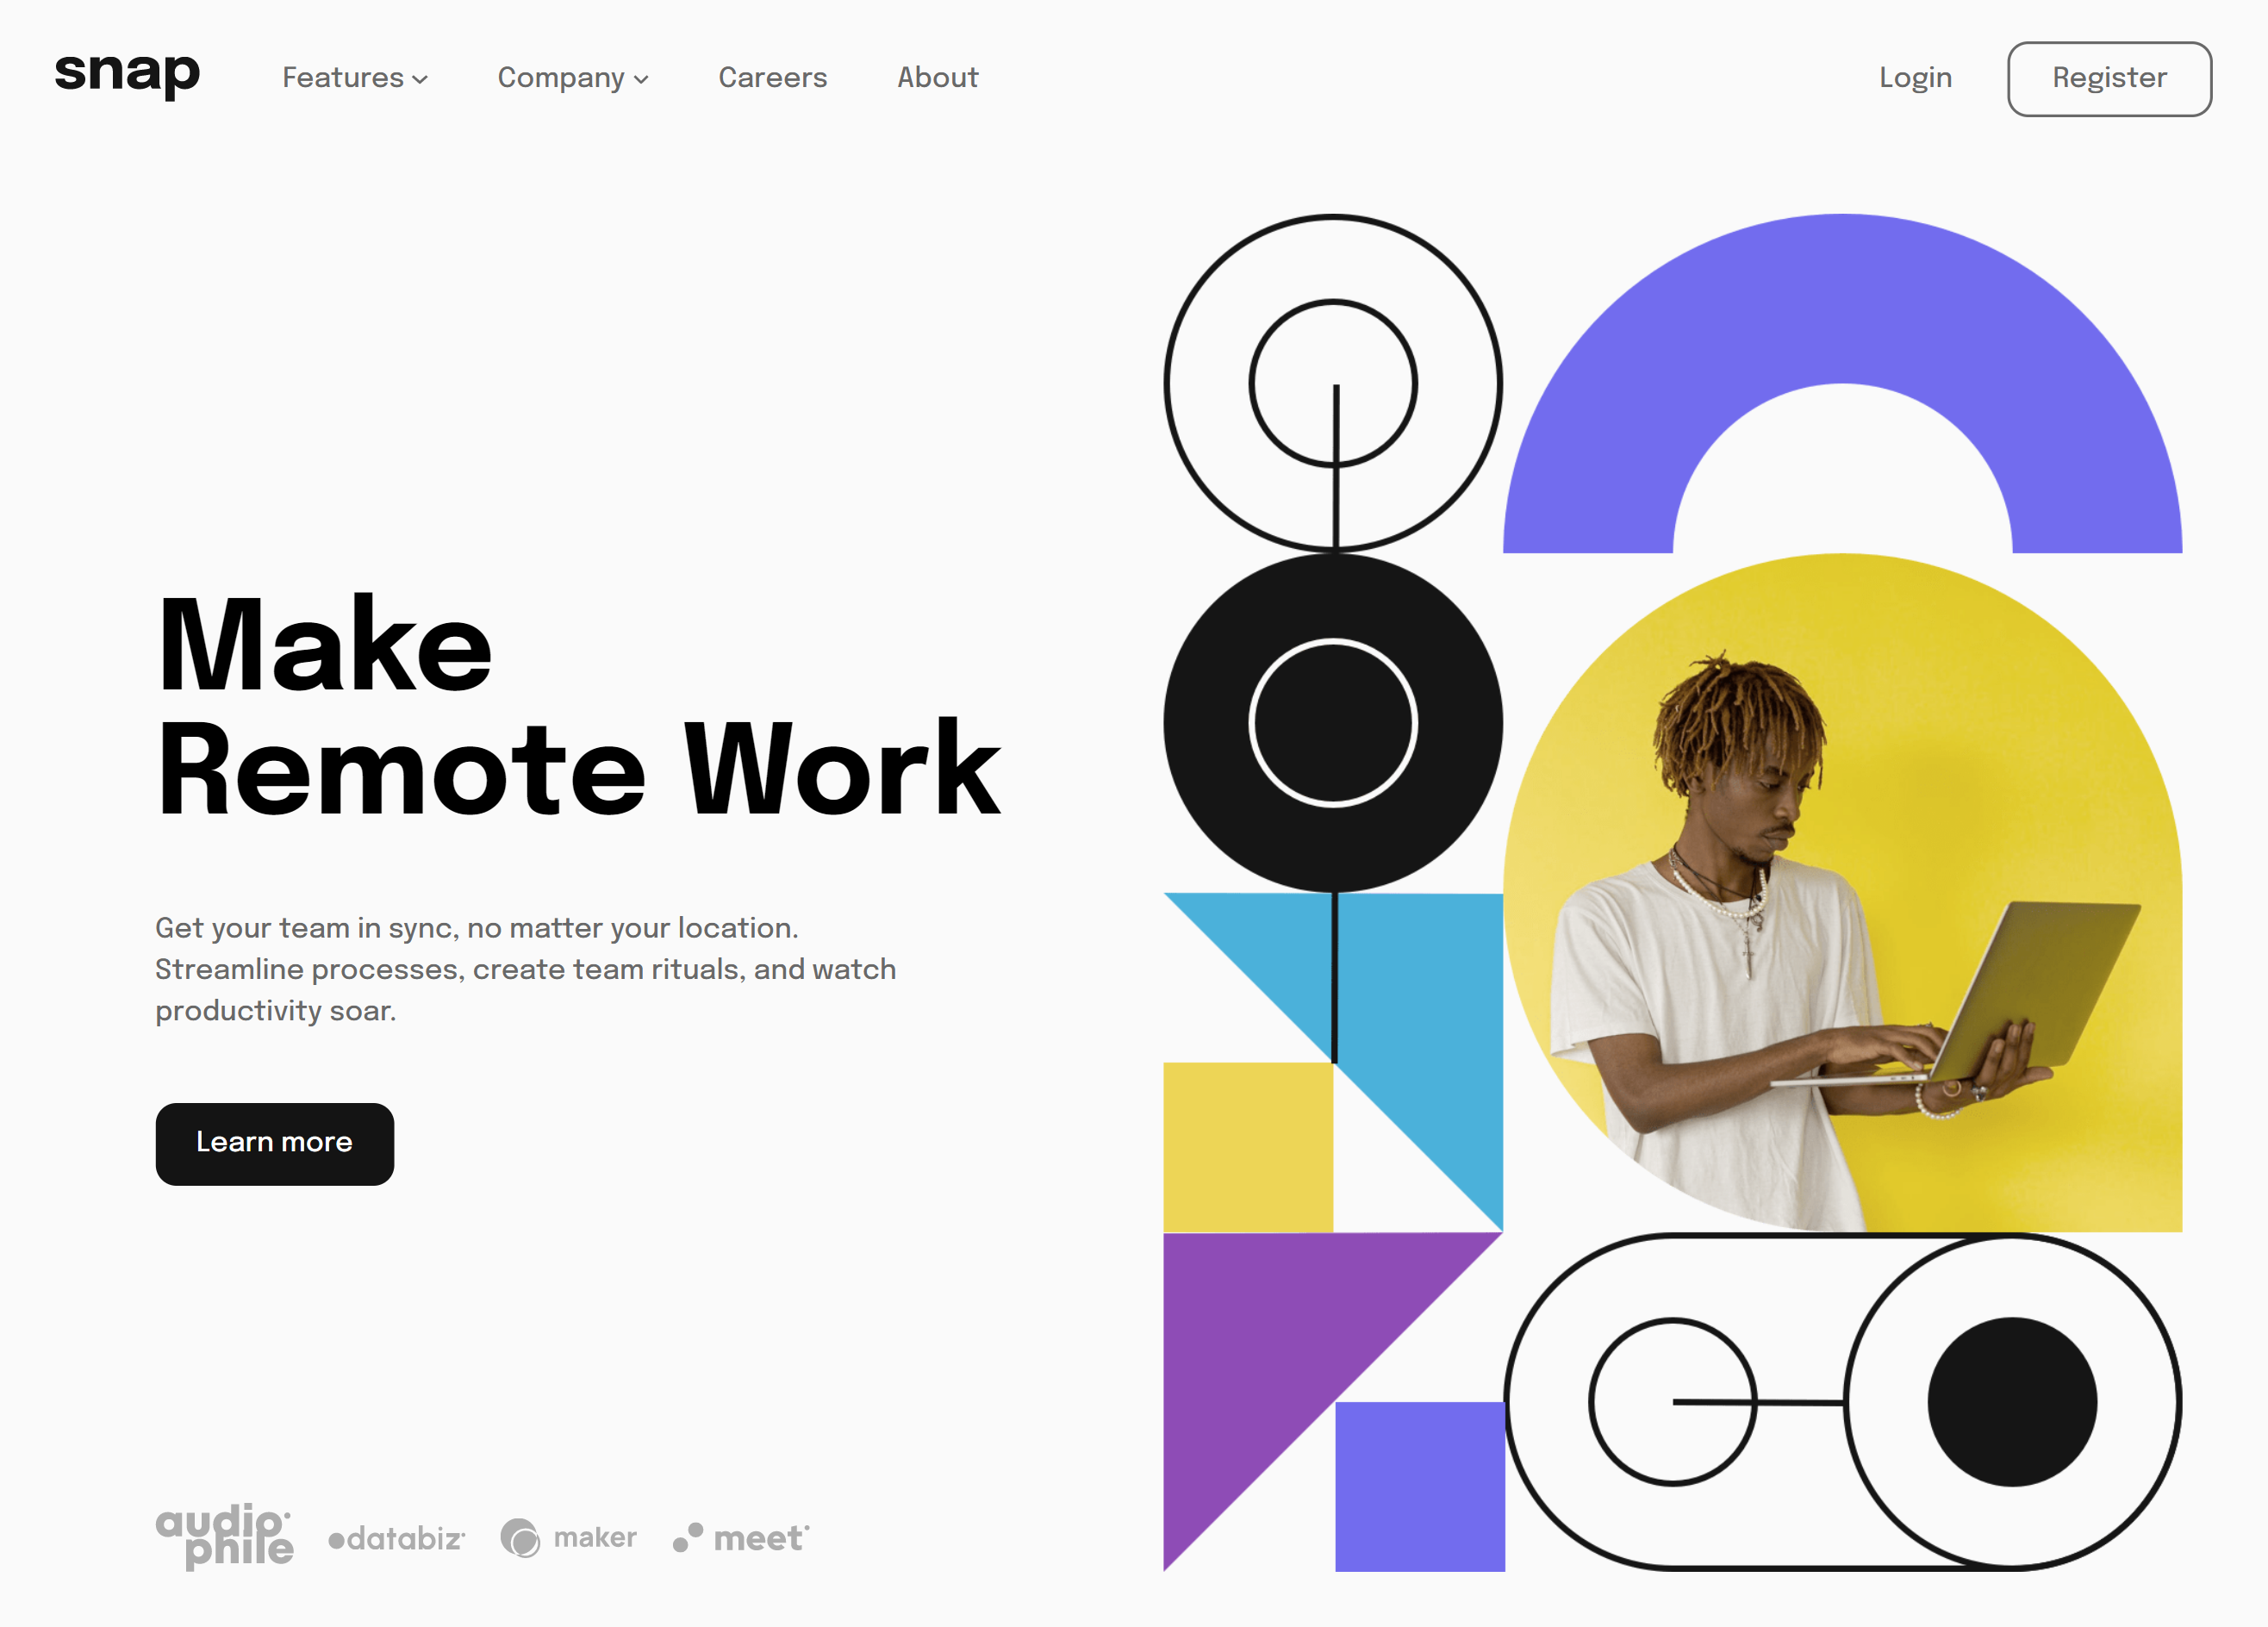 snap
Features
Company
Careers
About
Login
Register
Make
Remote Work
Get your team in sync, no matter your location.
Streamline processes, create team rituals, and watch
productivity soar.
Learn more
audio
phile
databiz
maker
meet